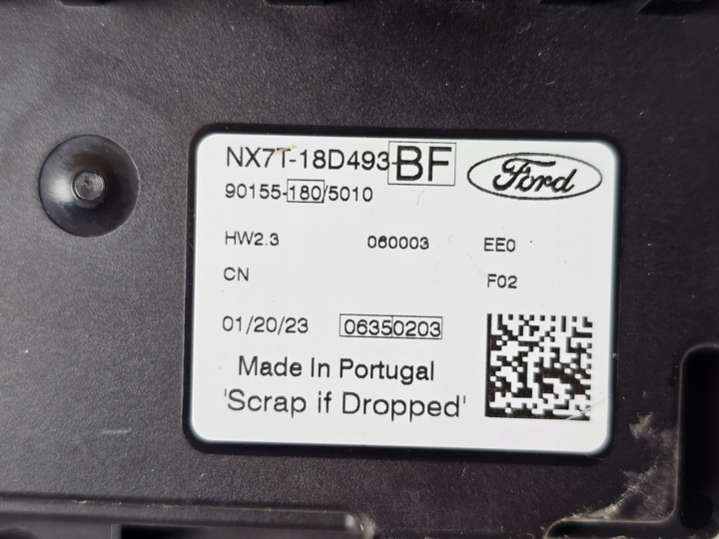 NX7T-18D493-BF
Ford
90155-180/5010
HW2.3 060003 EE0
CN F02
01/20/23 06350203
Made In Portugal
'Scrap if Dropped'